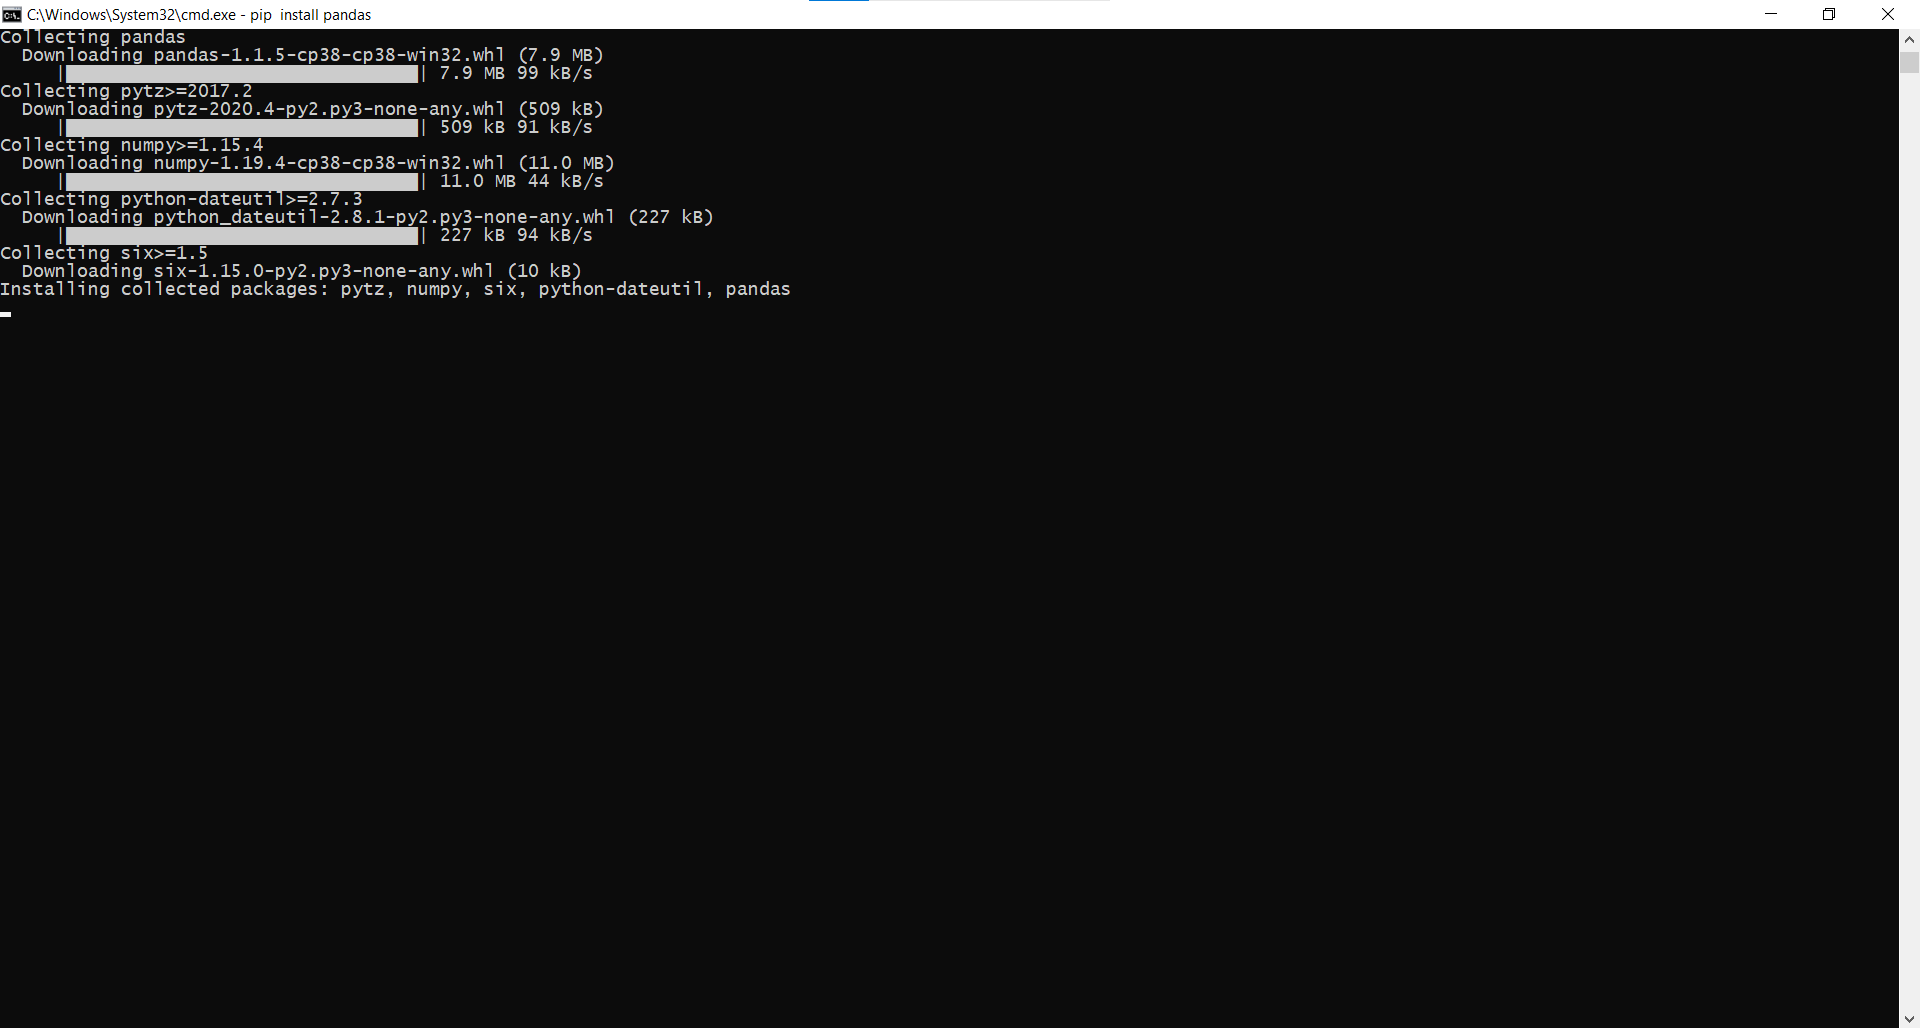 C:\Windows\System32\cmd.exe - pip  install pandas
Collecting pandas
  Downloading pandas-1.1.5-cp38-cp38-win32.whl (7.9 MB)
     |████████████████████████████████| 7.9 MB 99 kB/s
Collecting pytz>=2017.2
  Downloading pytz-2020.4-py2.py3-none-any.whl (509 kB)
     |████████████████████████████████| 509 kB 91 kB/s
Collecting numpy>=1.15.4
  Downloading numpy-1.19.4-cp38-cp38-win32.whl (11.0 MB)
     |████████████████████████████████| 11.0 MB 44 kB/s
Collecting python-dateutil>=2.7.3
  Downloading python_dateutil-2.8.1-py2.py3-none-any.whl (227 kB)
     |████████████████████████████████| 227 kB 94 kB/s
Collecting six>=1.5
  Downloading six-1.15.0-py2.py3-none-any.whl (10 kB)
Installing collected packages: pytz, numpy, six, python-dateutil, pandas